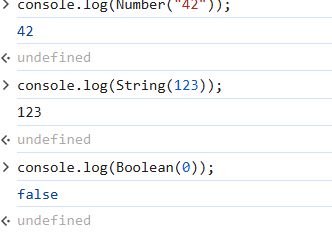 console.log(Number("42"));
42
undefined
console.log(String(123));
123
undefined
console.log(Boolean(0));
false
undefined